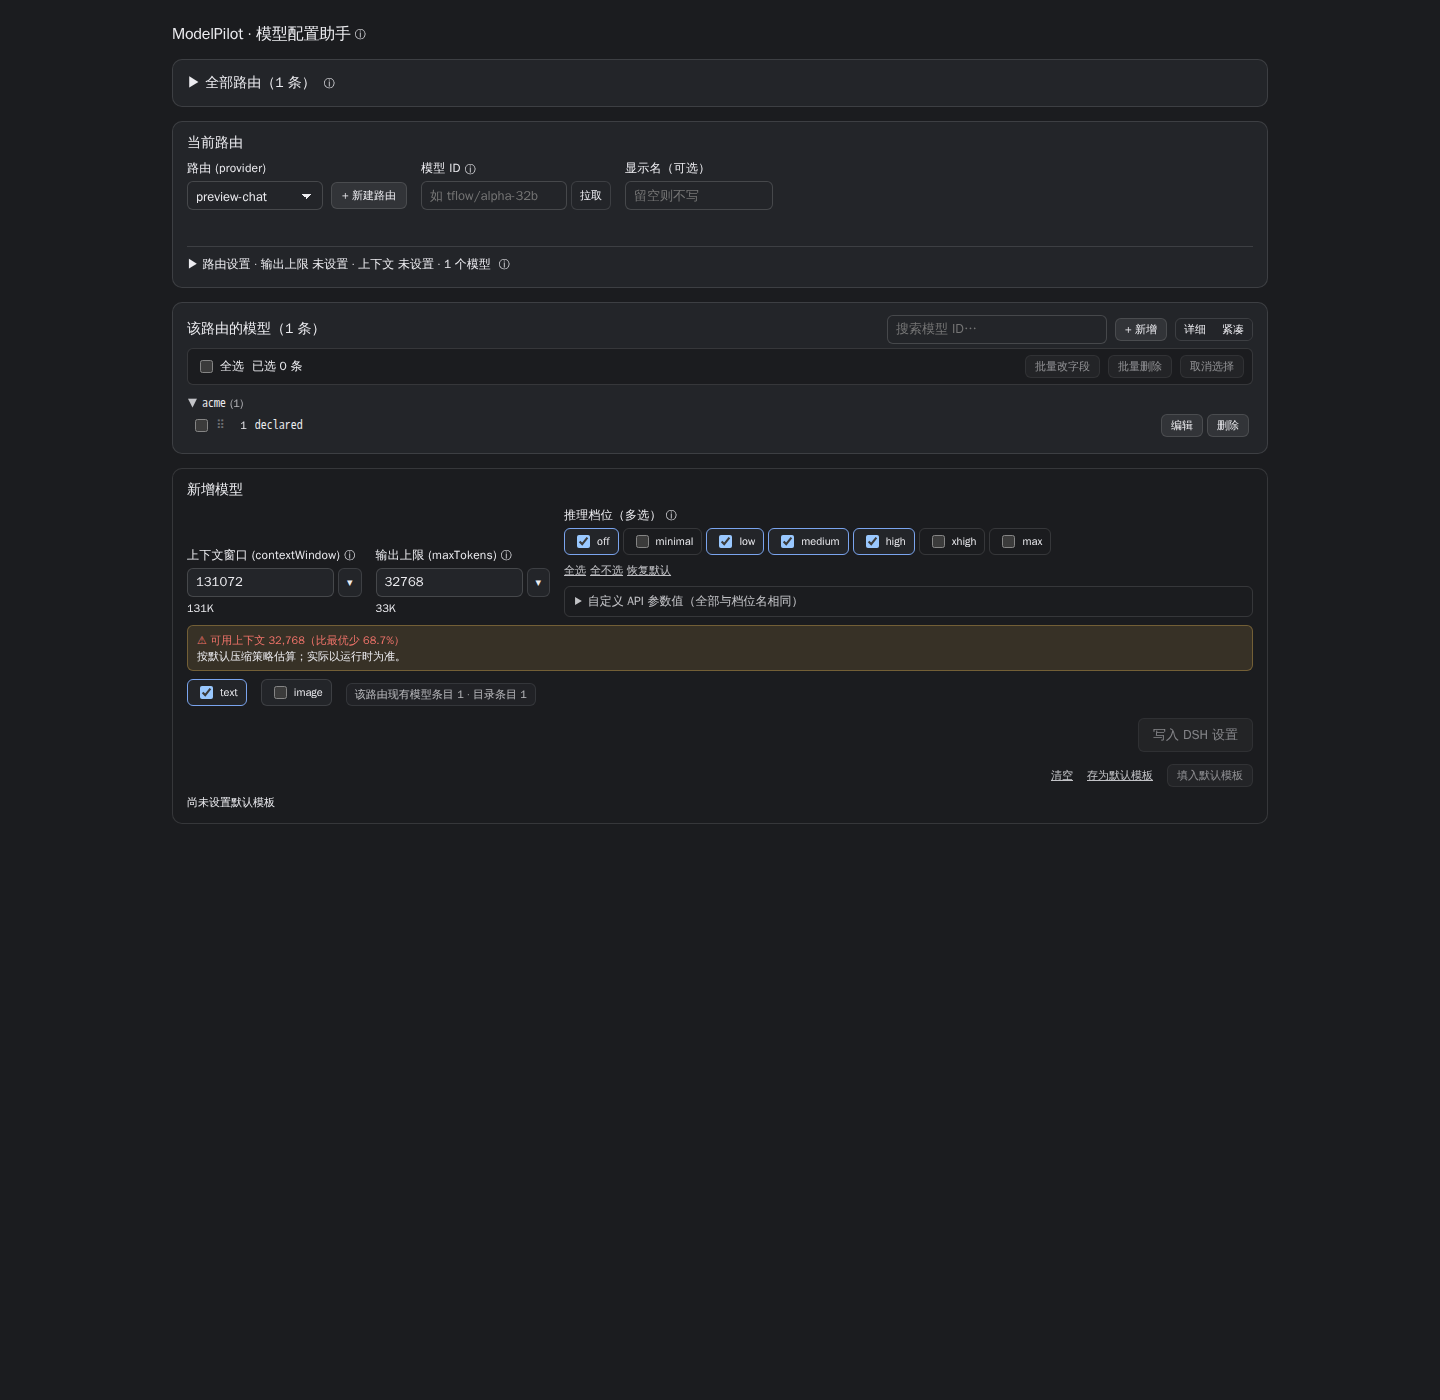 ModelPilot · 模型配置助手 ⓘ
▶ 全部路由（1 条） ⓘ
当前路由
路由 (provider) 模型 ID ⓘ 显示名（可选）
preview-chat + 新建路由 如 tflow/alpha-32b 拉取 留空则不写
▶ 路由设置 · 输出上限 未设置 · 上下文 未设置 · 1 个模型 ⓘ
该路由的模型（1 条） 搜索模型 ID… + 新增 详细 紧凑
全选 已选 0 条 批量改字段 批量删除 取消选择
▼ acme (1)
⠿ 1 declared 编辑 删除
新增模型
推理档位（多选） ⓘ
off minimal low medium high xhigh max
上下文窗口 (contextWindow) ⓘ 输出上限 (maxTokens) ⓘ
全选 全不选 恢复默认
131072 ▾ 32768 ▾
▶ 自定义 API 参数值（全部与档位名相同）
131K 33K
⚠ 可用上下文 32,768（比最优少 68.7%）
按默认压缩策略估算；实际以运行时为准。
text image 该路由现有模型条目 1 · 目录条目 1
写入 DSH 设置
清空 存为默认模板 填入默认模板
尚未设置默认模板